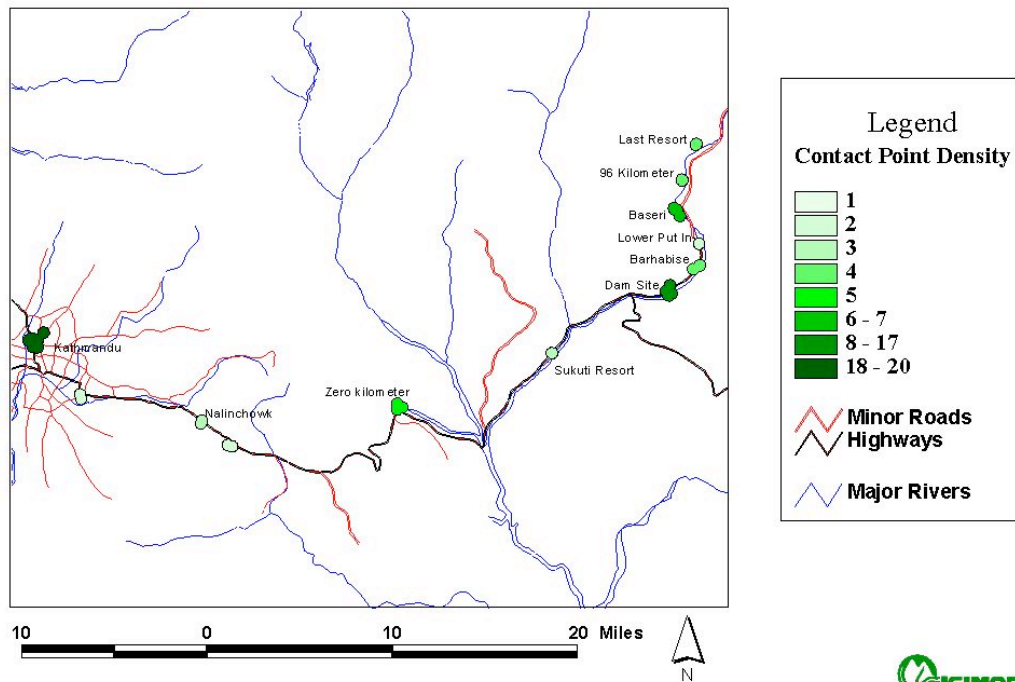 Last Resort
96 Kilometer
Baseri
Lower Put In
Barhabise
Dam Site
Kathmandu
Sukuti Resort
Zero kilometer
Nalinchowk
10 0 10 20 Miles
N
Legend
Contact Point Density
1
2
3
4
5
6 - 7
8 - 17
18 - 20
Minor Roads
Highways
Major Rivers